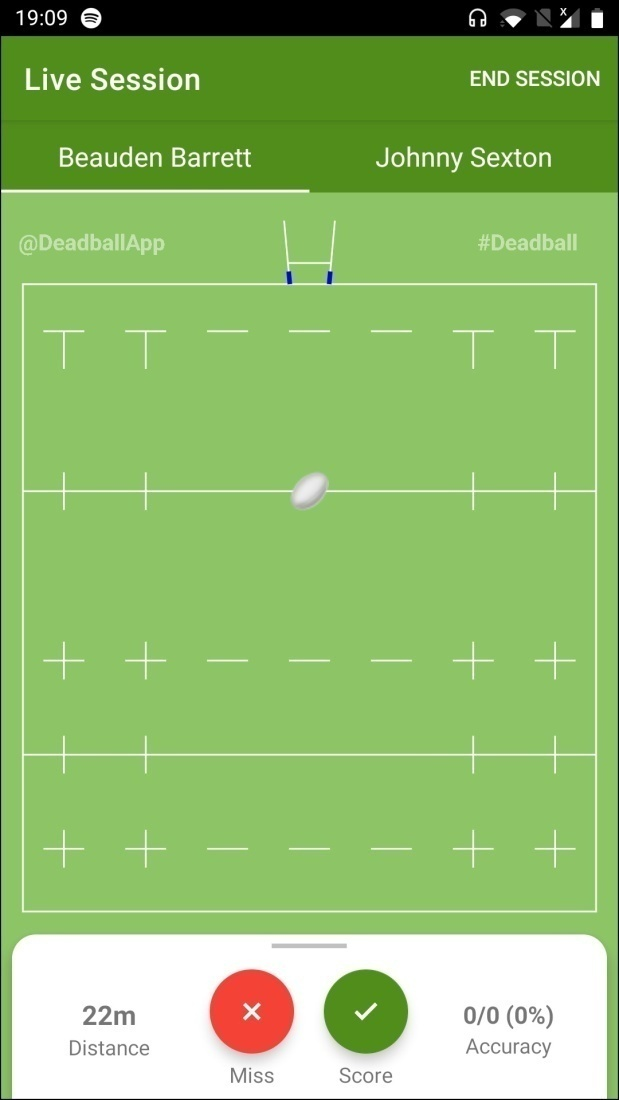 19:09
Live Session
END SESSION
Beauden Barrett
Johnny Sexton
@DeadballApp
#Deadball
22m
0/0 (0%)
Distance
Accuracy
Miss
Score